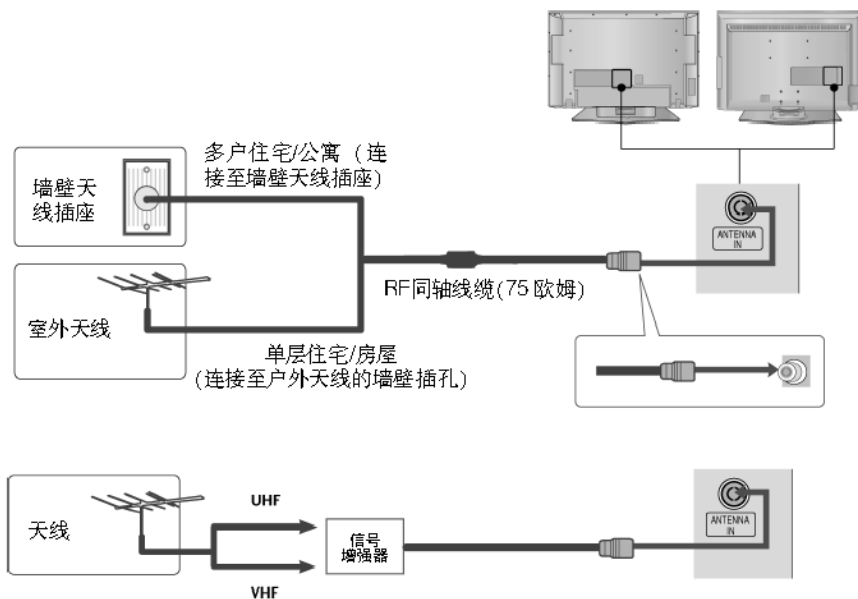 多户住宅/公寓 (连
接至墙壁天线插座)
墙壁天
线插座
ANTENNA
IN
RF同轴线缆(75 欧姆)
室外天线
单层住宅/房屋
(连接至户外天线的墙壁插孔)
天线
UHF
VHF
信号
增强器
ANTENNA
IN